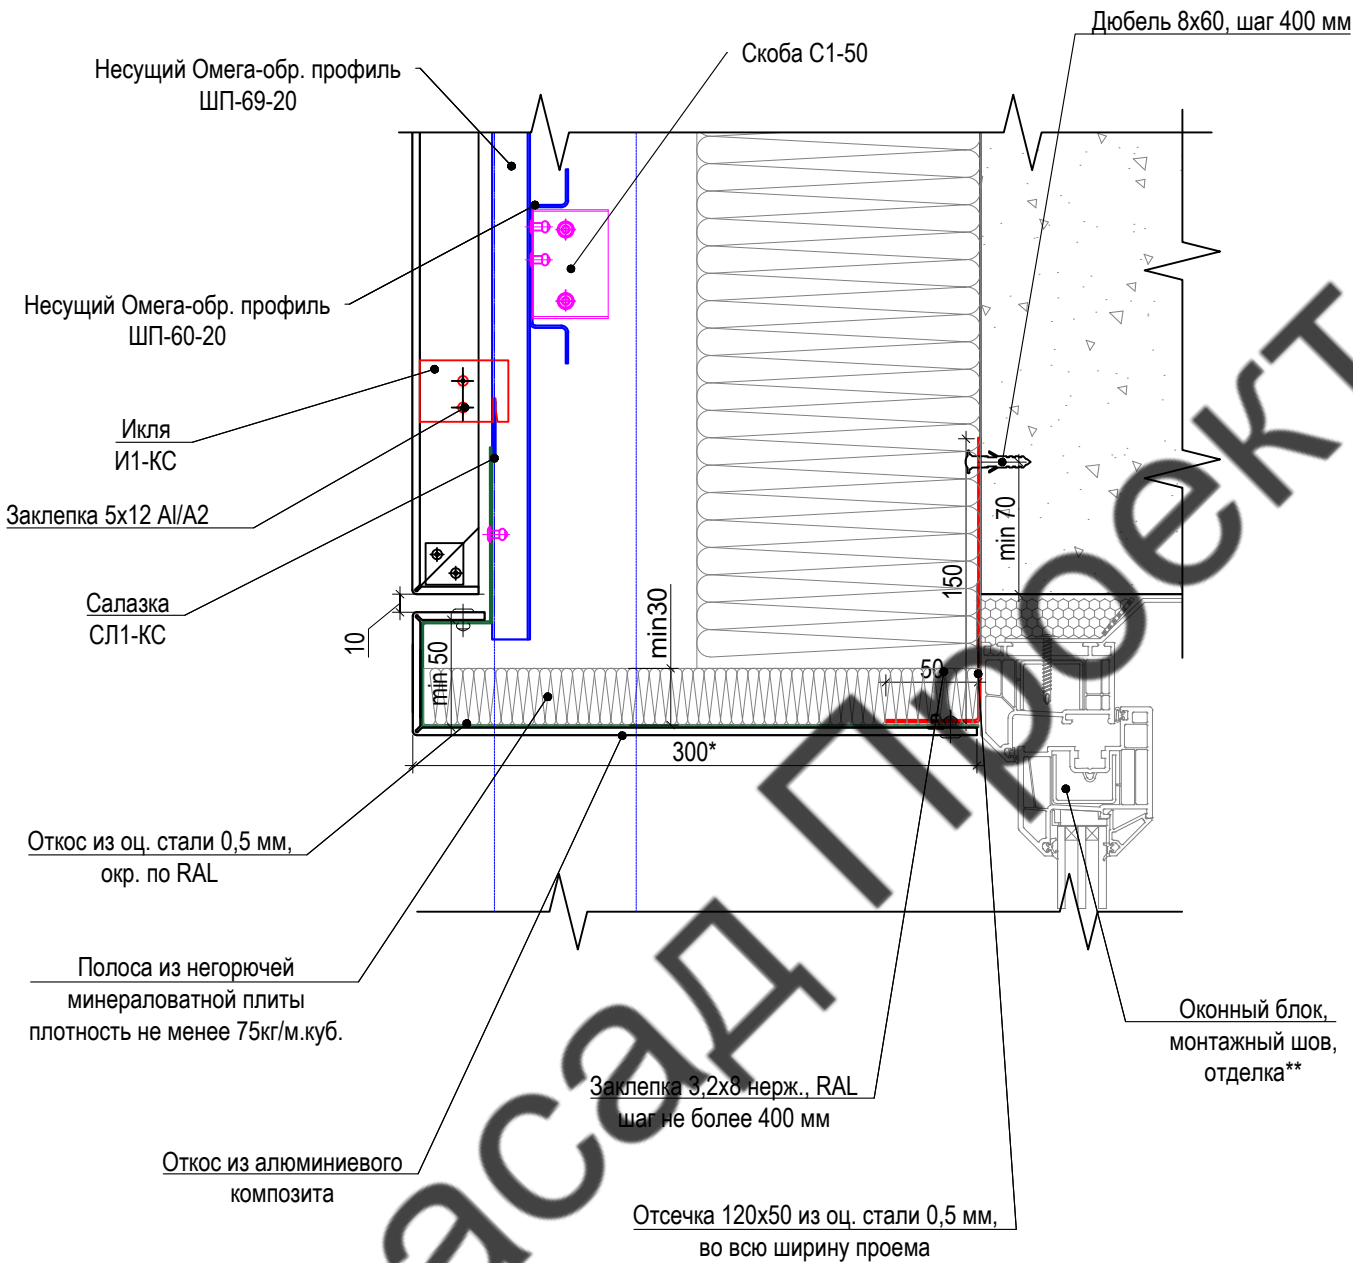 Дюбель 8х60, шаг 400 мм
Скоба С1-50
Несущий Омега-обр. профиль
ШП-69-20
Несущий Омега-обр. профиль
ШП-60-20
Икля
И1-КС
Заклепка 5х12 Al/А2
Салазка
СЛ1-КС
10
min 50
min30
150
min 70
50
300*
Откос из оц. стали 0,5 мм,
окр. по RAL
Полоса из негорючей
минераловатной плиты
плотность не менее 75кг/м.куб.
Оконный блок,
монтажный шов,
отделка**
Заклепка 3,2х8 нерж., RAL
шаг не более 400 мм
Откос из алюминиевого
композита
Отсечка 120х50 из оц. стали 0,5 мм,
во всю ширину проема
асад Проект